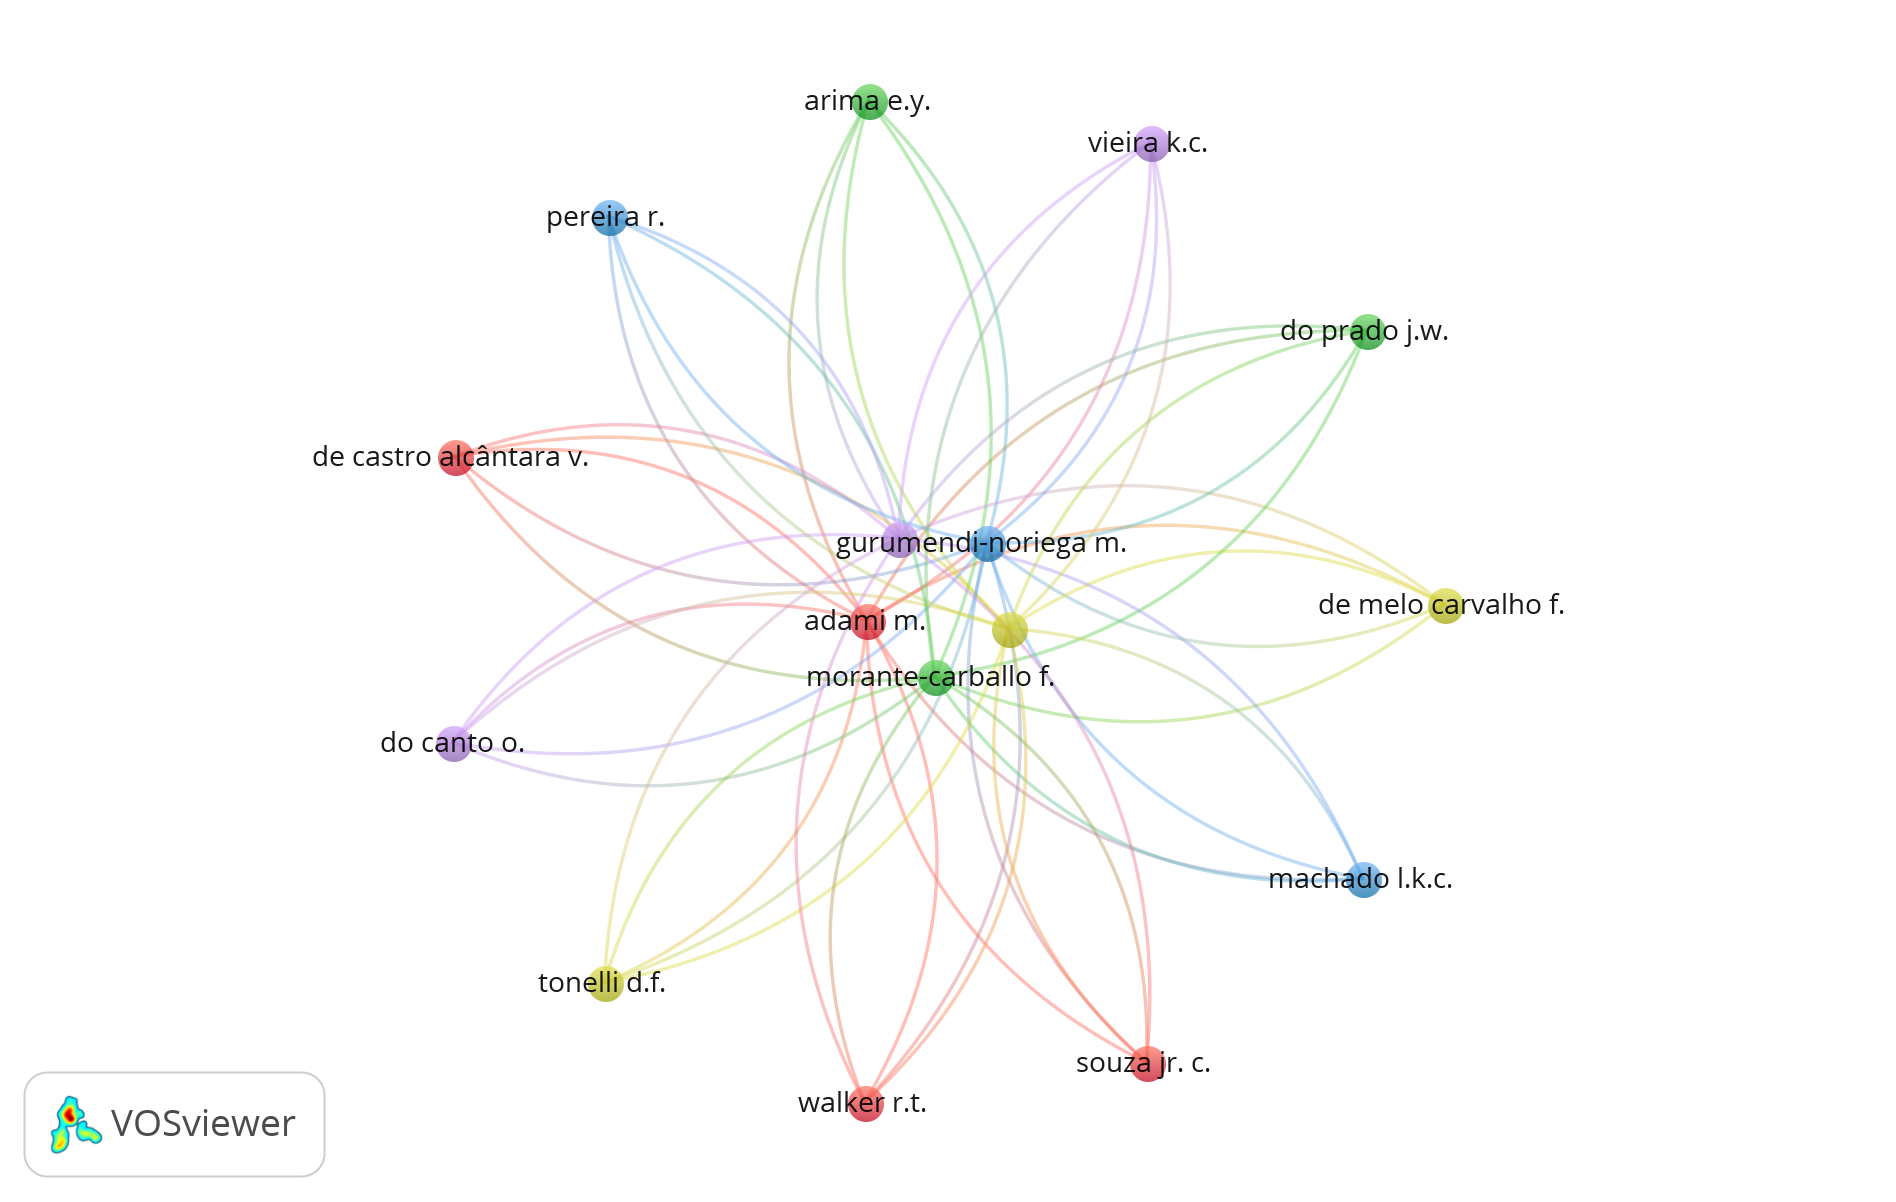 arima e.y.
vieira k.c.
pereira r.
do prado j.w.
de castro alcântara v.
gurumendi-noriega m.
de melo carvalho f.
adami m.
morante-carballo f.
do canto o.
machado l.k.c.
tonelli d.f.
souza jr. c.
walker r.t.
VOSviewer